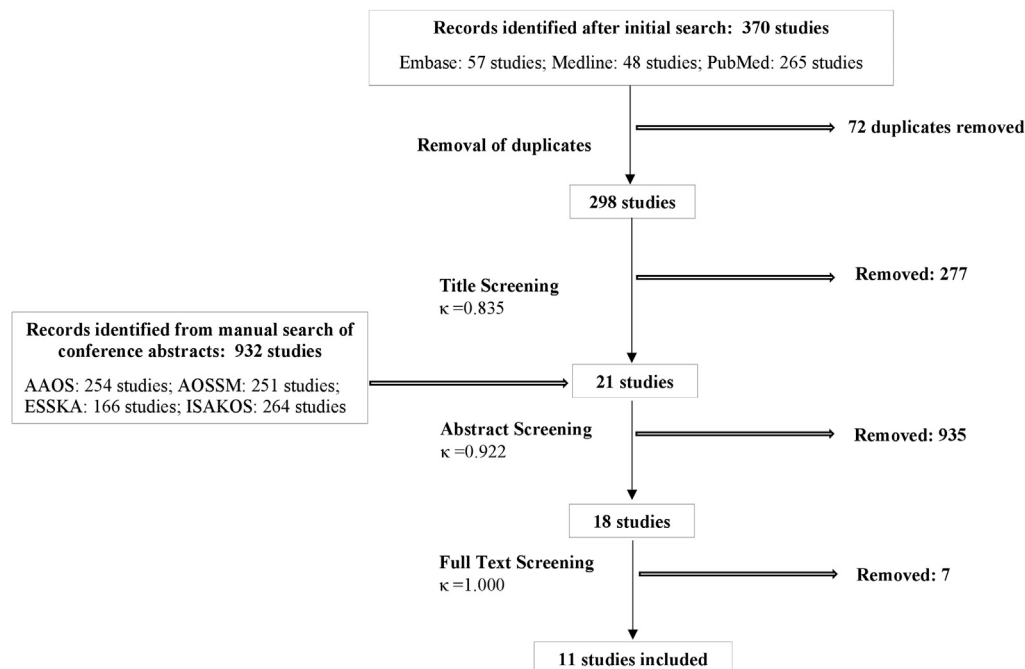 Records identified after initial search: 370 studies
Embase: 57 studies; Medline: 48 studies; PubMed: 265 studies
72 duplicates removed
Removal of duplicates
298 studies
Removed: 277
Title Screening
κ =0.835
Records identified from manual search of
conference abstracts: 932 studies
AAOS: 254 studies; AOSSM: 251 studies;
ESSKA: 166 studies; ISAKOS: 264 studies
21 studies
Abstract Screening
κ =0.922
Removed: 935
18 studies
Full Text Screening
κ =1.000
Removed: 7
11 studies included